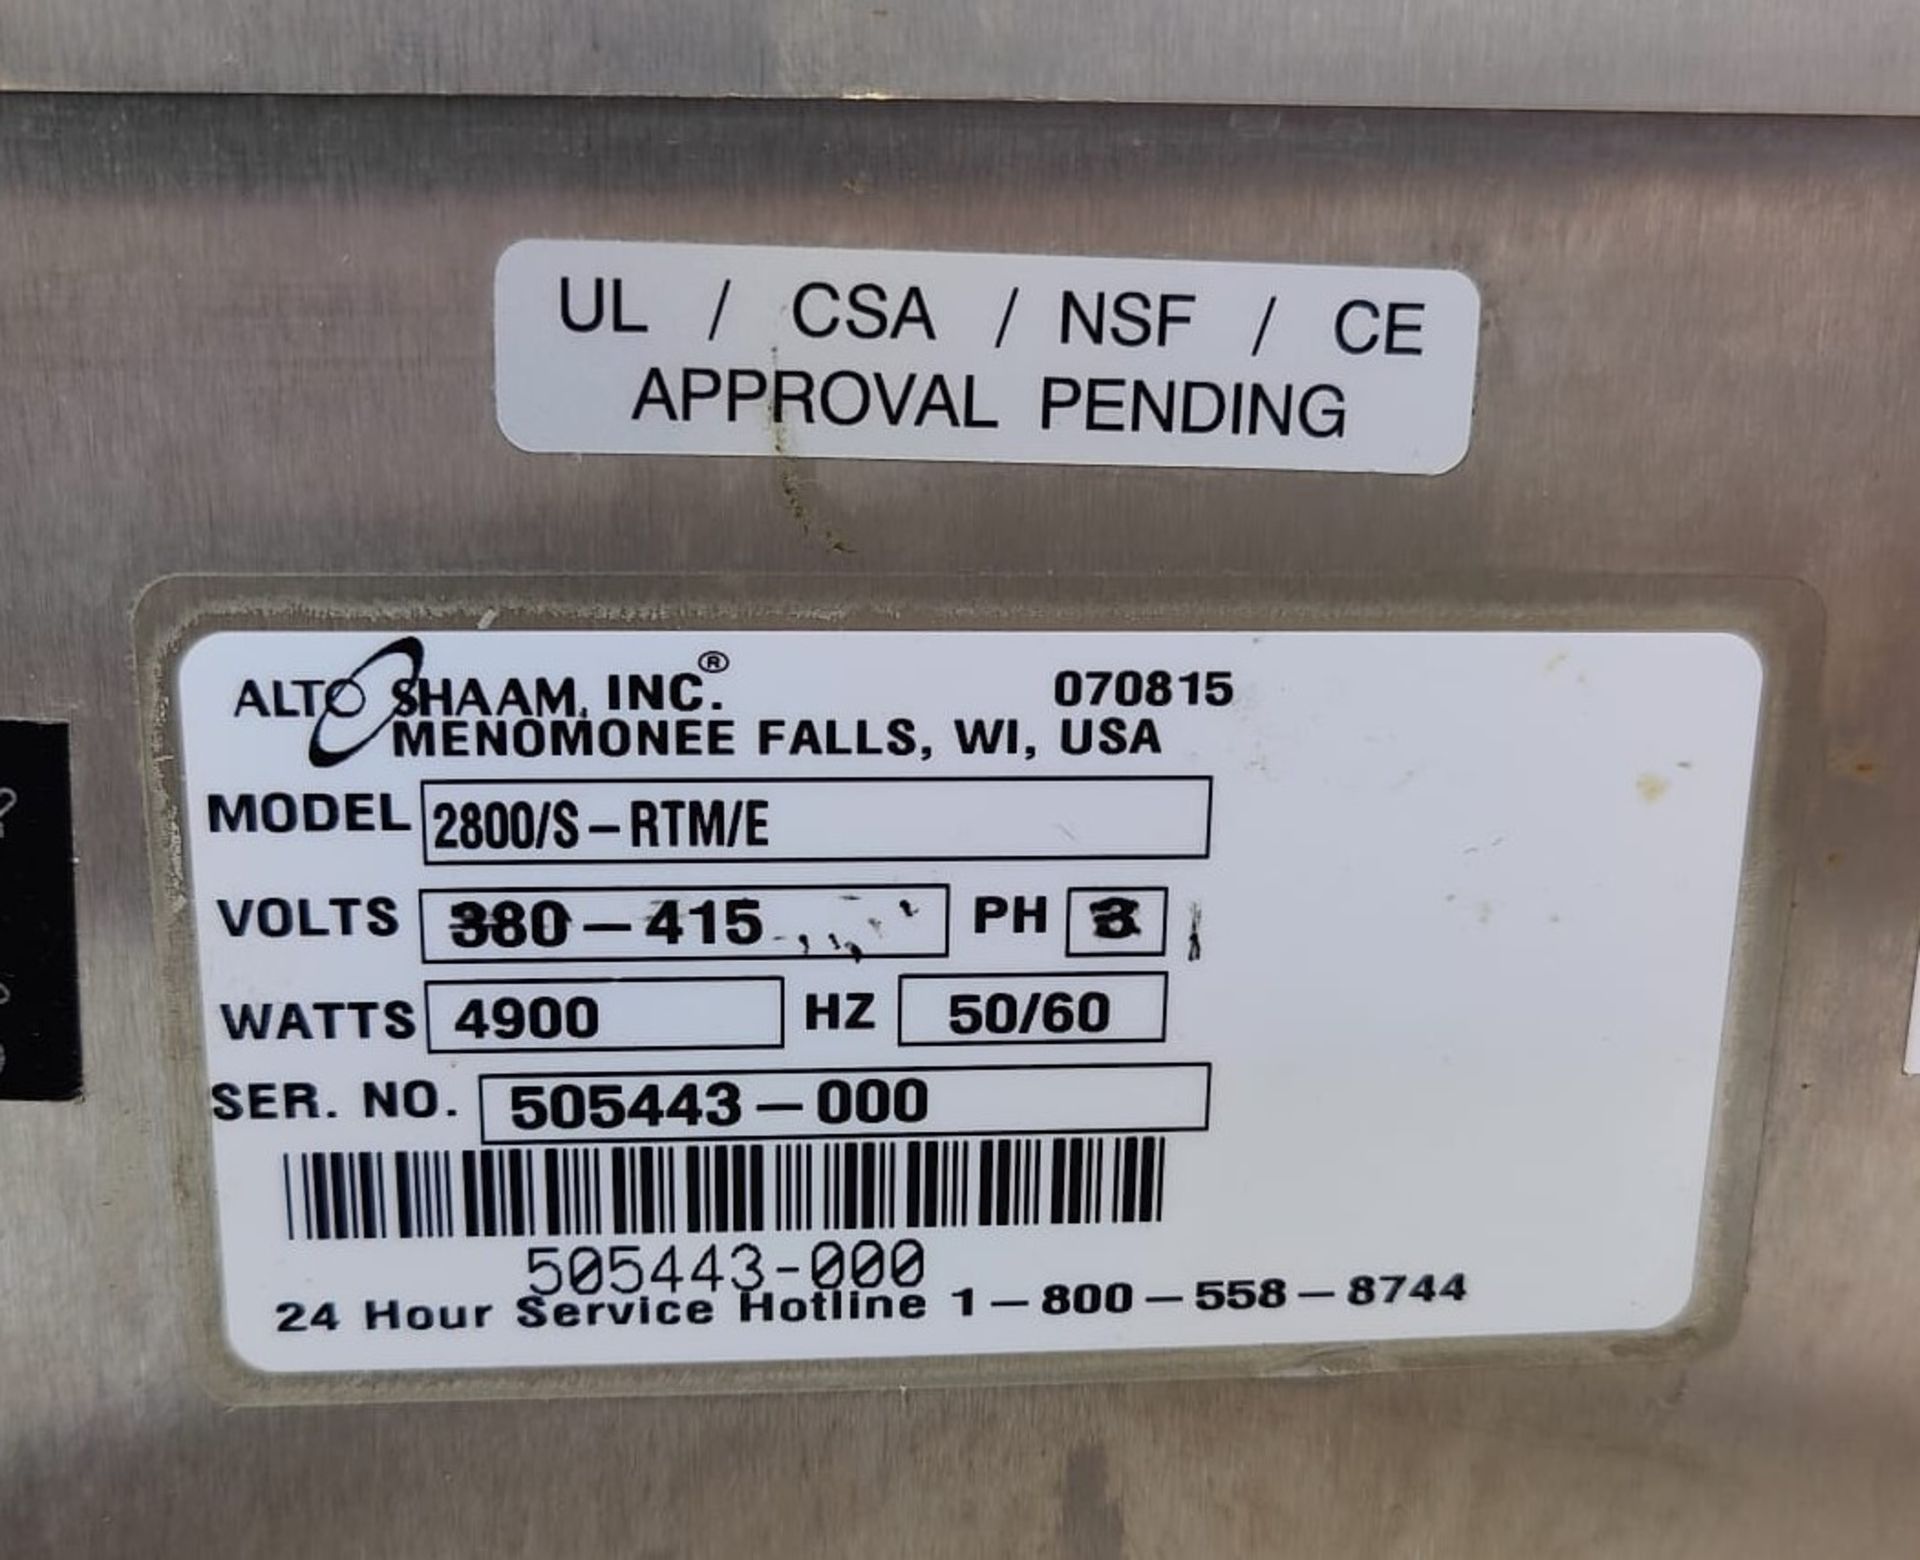 UL / CSA / NSF / CE
APPROVAL PENDING
ALTO SHAAM, INC.® 070815
MENOMONEE FALLS, WI, USA
MODEL 2800/S-RTM/E
VOLTS 380-415 PH 3
WATTS 4900 HZ 50/60
SER. NO. 505443-000
505443-000
24 Hour Service Hotline 1-800-558-8744